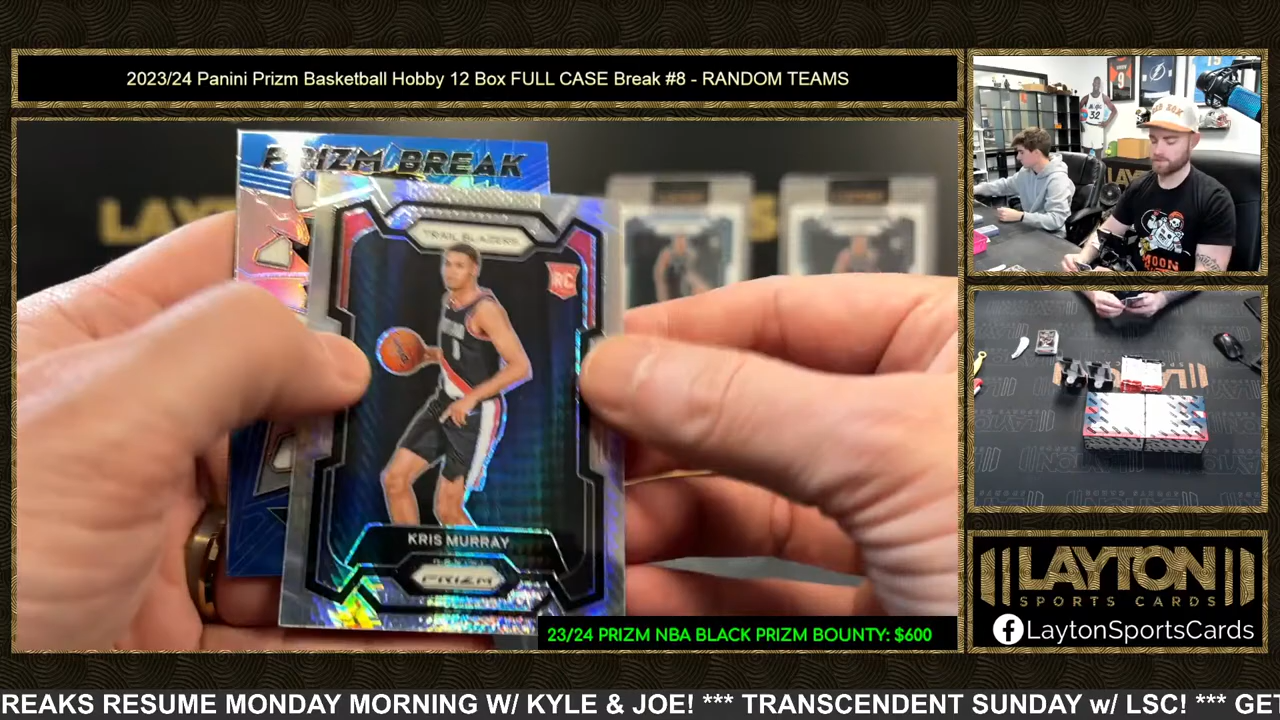 2023/24 Panini Prizm Basketball Hobby 12 Box FULL CASE Break #8 - RANDOM TEAMS
PRIZM BREAK
TRAIL BLAZERS
RC
KRIS MURRAY
PRIZM
23/24 PRIZM NBA BLACK PRIZM BOUNTY: $600
LAYTON
SPORTS CARDS
LaytonSportsCards
REAKS RESUME MONDAY MORNING W/ KYLE & JOE! *** TRANSCENDENT SUNDAY w/ LSC! *** GET